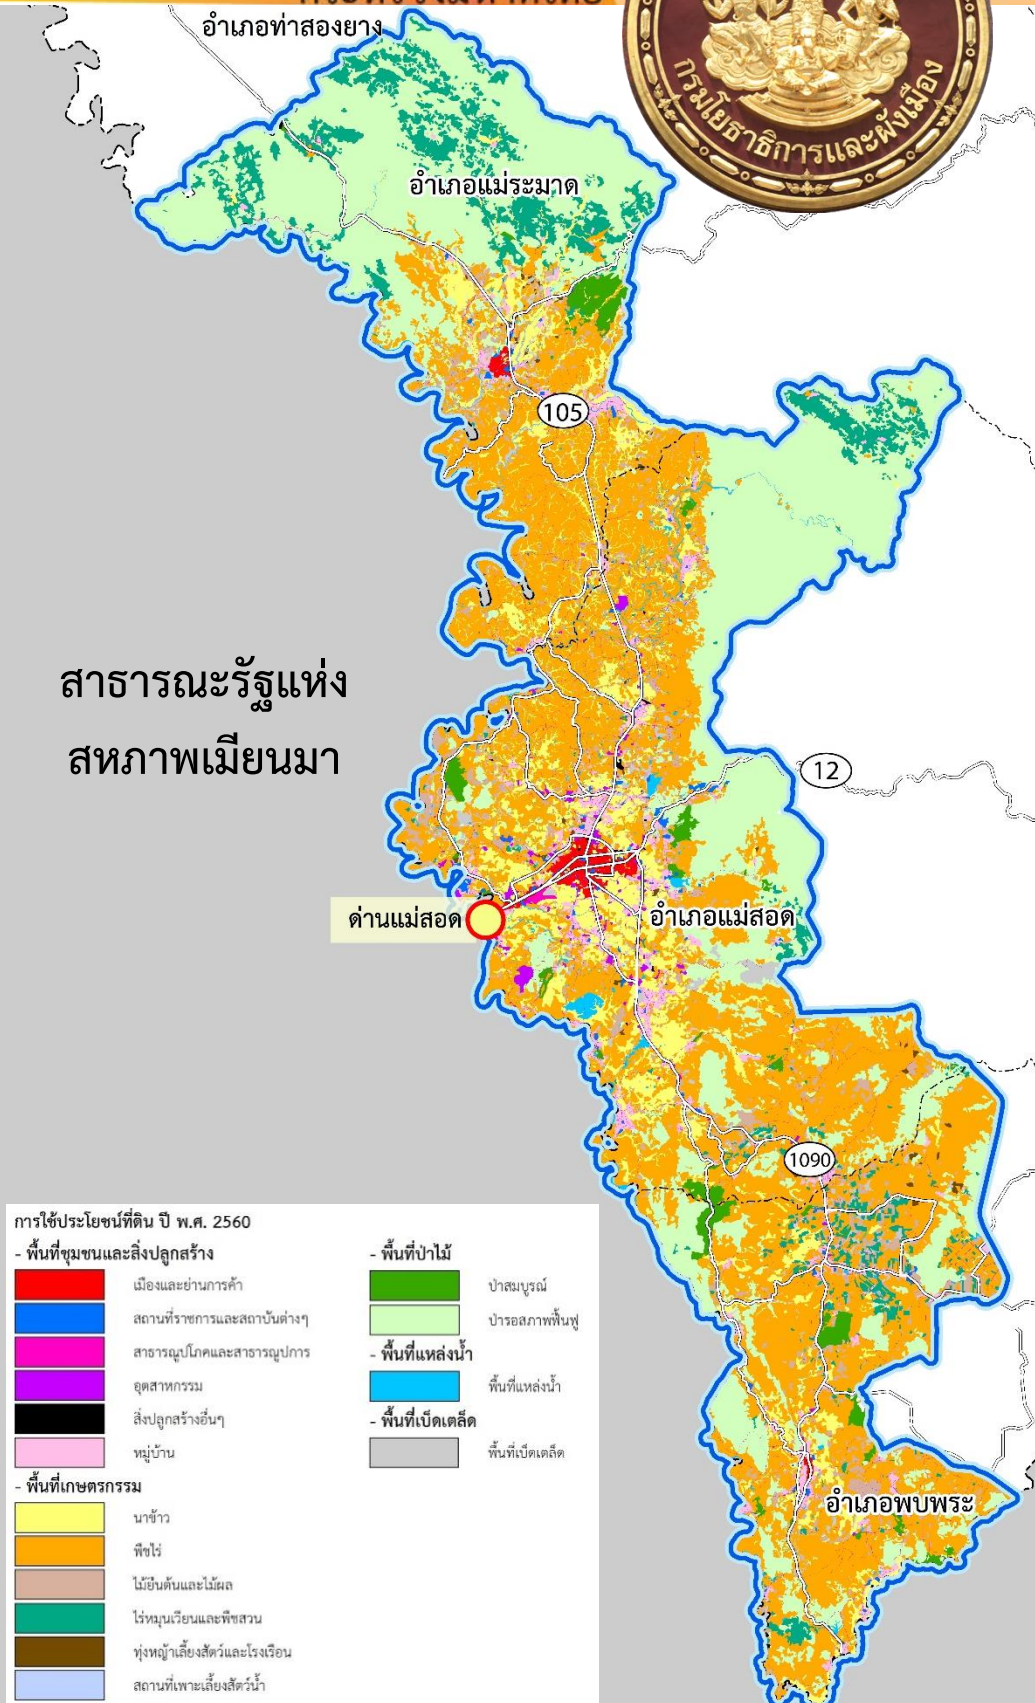 อำเภอท่าสองยาง
กรมโยธาธิการและผังเมือง
อำเภอแม่ระมาด
105
สาธารณะรัฐแห่ง
สหภาพเมียนมา
12
ด่านแม่สอด
อำเภอแม่สอด
1090
อำเภอพบพระ
การใช้ประโยชน์ที่ดิน ปี พ.ศ. 2560
- พื้นที่ชุมชนและสิ่งปลูกสร้าง
เมืองและย่านการค้า
สถานที่ราชการและสถาบันต่างๆ
สาธารณูปโภคและสาธารณูปการ
อุตสาหกรรม
สิ่งปลูกสร้างอื่นๆ
หมู่บ้าน
- พื้นที่เกษตรกรรม
นาข้าว
พืชไร่
ไม้ยืนต้นและไม้ผล
ไร่หมุนเวียนและพืชสวน
ทุ่งหญ้าเลี้ยงสัตว์และโรงเรือน
สถานที่เพาะเลี้ยงสัตว์น้ำ
- พื้นที่ป่าไม้
ป่าสมบูรณ์
ป่ารอสภาพฟื้นฟู
- พื้นที่แหล่งน้ำ
พื้นที่แหล่งน้ำ
- พื้นที่เบ็ดเตล็ด
พื้นที่เบ็ดเตล็ด